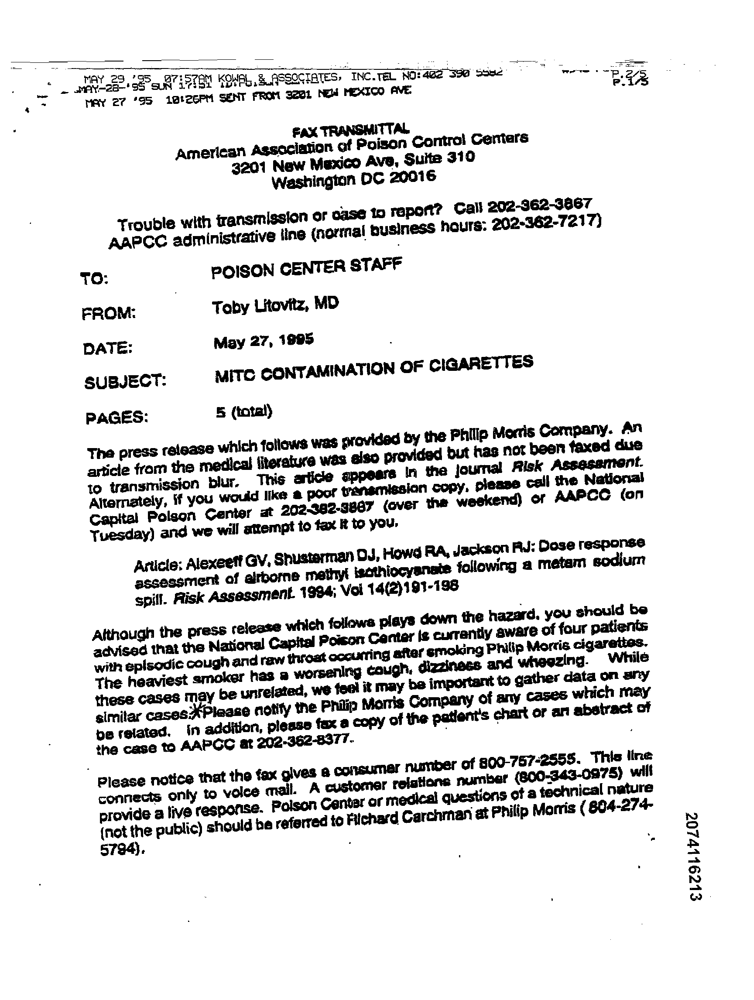 MAY 29 '95 07:57AM KOWAL & ASSOCIATES, INC.TEL NO:402 390 5582 P.2/5
MAY-28-'95 SUN 17:51 P.1/5
MAY 27 '95 10:26PM SENT FROM 3201 NEW MEXICO AVE
FAX TRANSMITTAL
American Association of Poison Control Centers
3201 New Mexico Ave, Suite 310
Washington DC 20016
Trouble with transmission or case to report? Call 202-362-3867
AAPCC administrative line (normal business hours: 202-362-7217)
TO: POISON CENTER STAFF
FROM: Toby Litovitz, MD
DATE: May 27, 1995
SUBJECT: MITC CONTAMINATION OF CIGARETTES
PAGES: 5 (total)
The press release which follows was provided by the Philip Morris Company. An
article from the medical literature was also provided but has not been faxed due
to transmission blur. This article appears in the journal Risk Assessment.
Alternately, if you would like a poor transmission copy, please call the National
Capital Poison Center at 202-362-3867 (over the weekend) or AAPCC (on
Tuesday) and we will attempt to fax it to you.
Article: Alexeeff GV, Shusterman DJ, Howd RA, Jackson RJ: Dose response
assessment of airborne methyl isothiocyanate following a metam sodium
spill. Risk Assessment. 1994; Vol 14(2)191-198
Although the press release which follows plays down the hazard, you should be
advised that the National Capital Poison Center is currently aware of four patients
with episodic cough and raw throat occurring after smoking Philip Morris cigarettes.
The heaviest smoker has a worsening cough, dizziness and wheezing. While
these cases may be unrelated, we feel it may be important to gather data on any
similar cases. Please notify the Philip Morris Company of any cases which may
be related. In addition, please fax a copy of the patient's chart or an abstract of
the case to AAPCC at 202-362-8377.
Please notice that the fax gives a consumer number of 800-757-2555. This line
connects only to voice mail. A customer relations number (800-343-0975) will
provide a live response. Poison Center or medical questions of a technical nature
(not the public) should be referred to Richard Carchman at Philip Morris ( 804-274-
5794).
2074116213